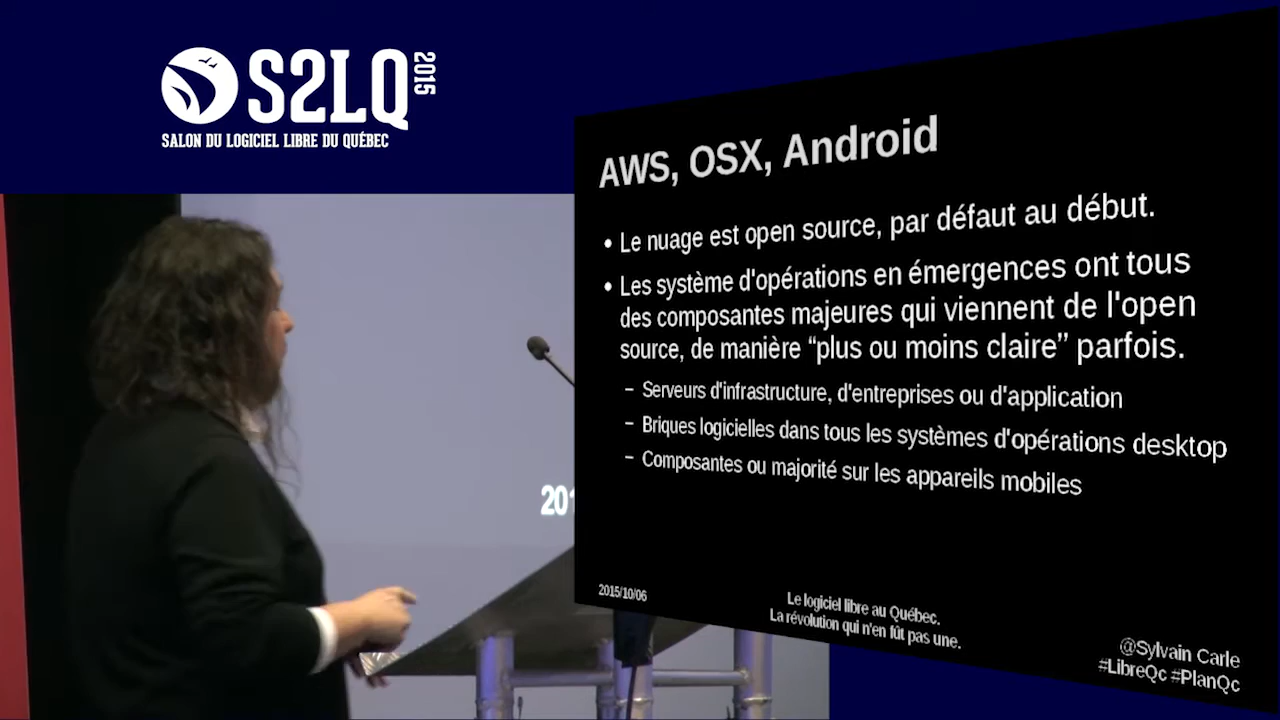 S2LQ 2015
SALON DU LOGICIEL LIBRE DU QUÉBEC
AWS, OSX, Android
• Le nuage est open source, par défaut au début.
• Les système d'opérations en émergences ont tous
des composantes majeures qui viennent de l'open
source, de manière “plus ou moins claire” parfois.
– Serveurs d'infrastructure, d'entreprises ou d'application
– Briques logicielles dans tous les systèmes d'opérations desktop
– Composantes ou majorité sur les appareils mobiles
201
2015/10/06
Le logiciel libre au Québec.
La révolution qui n'en fût pas une.
@Sylvain Carle
#LibreQc #PlanQc